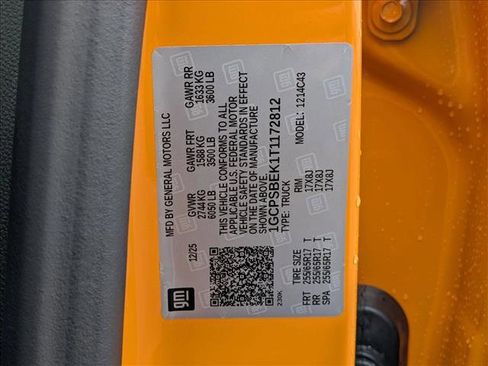 MFD BY GENERAL MOTORS LLC
12/25
GVWR GAWR FRT GAWR RR
2744 KG 1588 KG 1633 KG
6050 LB 3500 LB 3600 LB
THIS VEHICLE CONFORMS TO ALL
APPLICABLE U.S. FEDERAL MOTOR
VEHICLE SAFETY STANDARDS IN EFFECT
ON THE DATE OF MANUFACTURE
SHOWN ABOVE.
1GCPSBEK1T1172812
TYPE: TRUCK MODEL: 1214C43
TIRE SIZE RIM
FRT 255/65R17 T 17X8J
RR 255/65R17 T 17X8J
SPA 255/65R17 T 17X8J
gm
gm